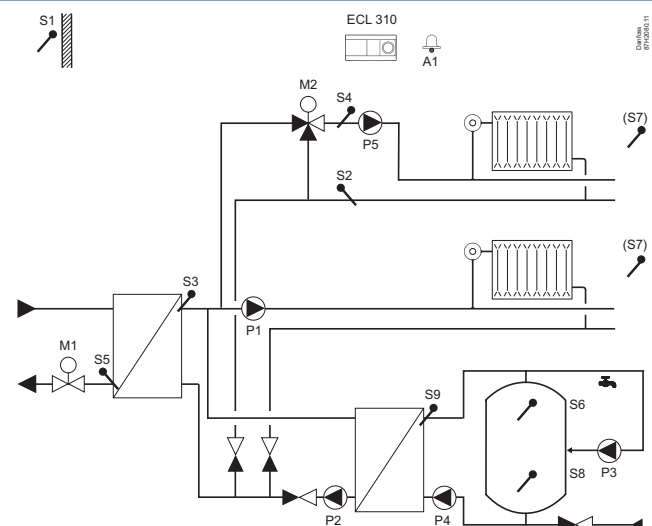 S1
ECL 310
A1
Danfoss
87H2080.11
M2
S4
P5
(S7)
S2
(S7)
S3
P1
M1
S5
S9
S6
S8
P3
P2
P4